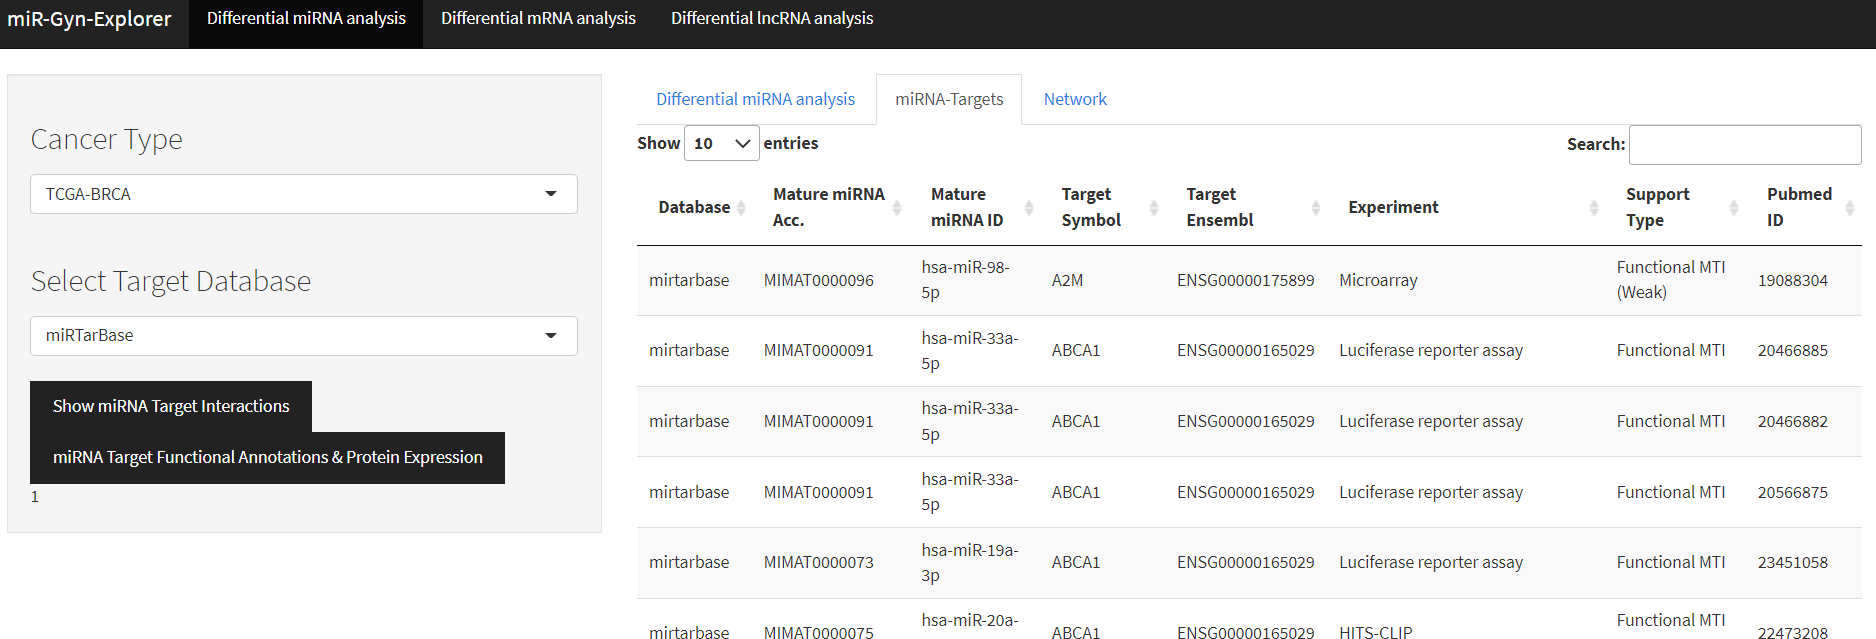 miR-Gyn-Explorer Differential miRNA analysis Differential mRNA analysis Differential lncRNA analysis
Cancer Type
TCGA-BRCA
Select Target Database
miRTarBase
Show miRNA Target Interactions
miRNA Target Functional Annotations & Protein Expression
1
Differential miRNA analysis miRNA-Targets Network
Show 10 entries Search:
Database Mature miRNA Acc. Mature miRNA ID Target Symbol Target Ensembl Experiment Support Type Pubmed ID
mirtarbase MIMAT0000096 hsa-miR-98-5p A2M ENSG00000175899 Microarray Functional MTI (Weak) 19088304
mirtarbase MIMAT0000091 hsa-miR-33a-5p ABCA1 ENSG00000165029 Luciferase reporter assay Functional MTI 20466885
mirtarbase MIMAT0000091 hsa-miR-33a-5p ABCA1 ENSG00000165029 Luciferase reporter assay Functional MTI 20466882
mirtarbase MIMAT0000091 hsa-miR-33a-5p ABCA1 ENSG00000165029 Luciferase reporter assay Functional MTI 20566875
mirtarbase MIMAT0000073 hsa-miR-19a-3p ABCA1 ENSG00000165029 Luciferase reporter assay Functional MTI 23451058
mirtarbase MIMAT0000075 hsa-miR-20a- ABCA1 ENSG00000165029 HITS-CLIP Functional MTI 22473208